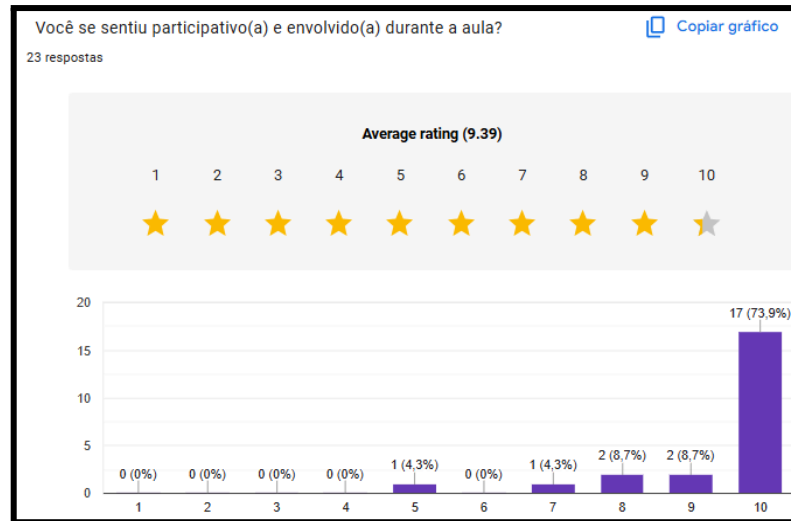 Você se sentiu participativo(a) e envolvido(a) durante a aula?
Copiar gráfico
23 respostas
Average rating (9.39)
1 2 3 4 5 6 7 8 9 10
20
15
10
5
0
0 (0%) 0 (0%) 0 (0%) 0 (0%) 1 (4,3%) 0 (0%) 1 (4,3%) 2 (8,7%) 2 (8,7%) 17 (73,9%)
1 2 3 4 5 6 7 8 9 10